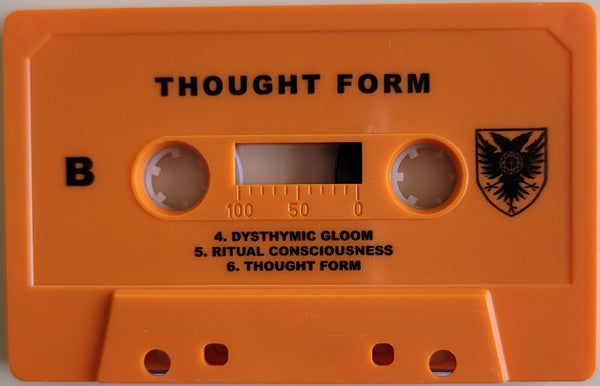 THOUGHT FORM
B
100 50 0
4. DYSTHYMIC GLOOM
5. RITUAL CONSCIOUSNESS
6. THOUGHT FORM